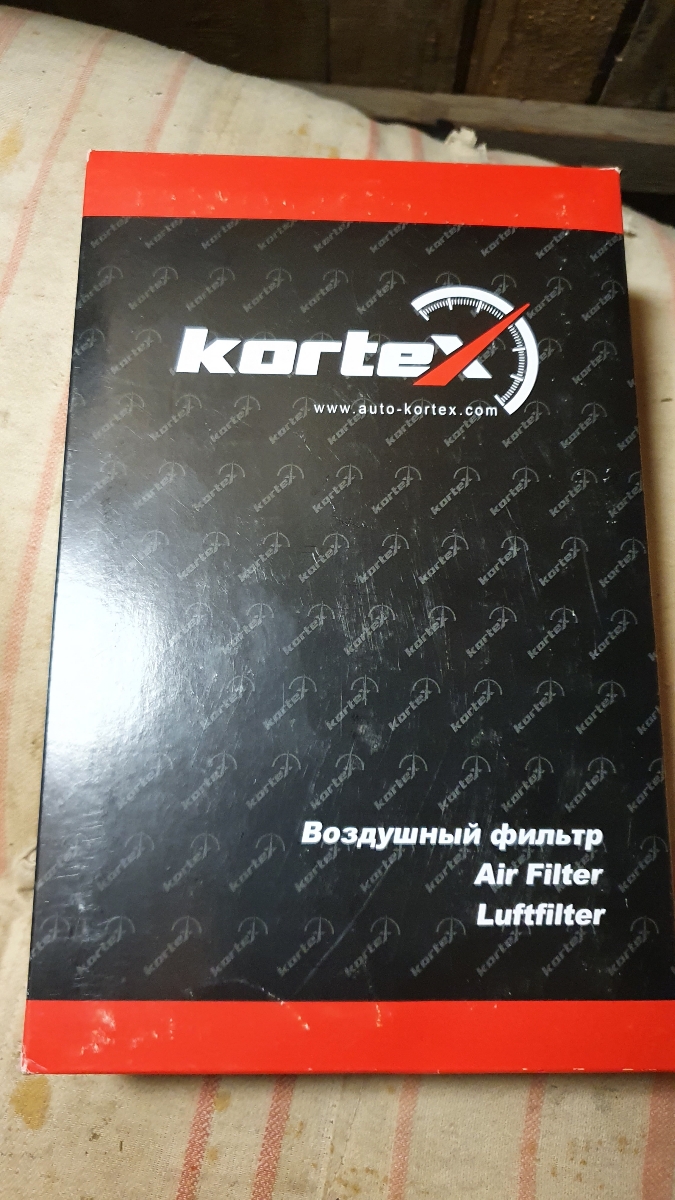 kortex
www.auto-kortex.com
Воздушный фильтр
Air Filter
Luftfilter